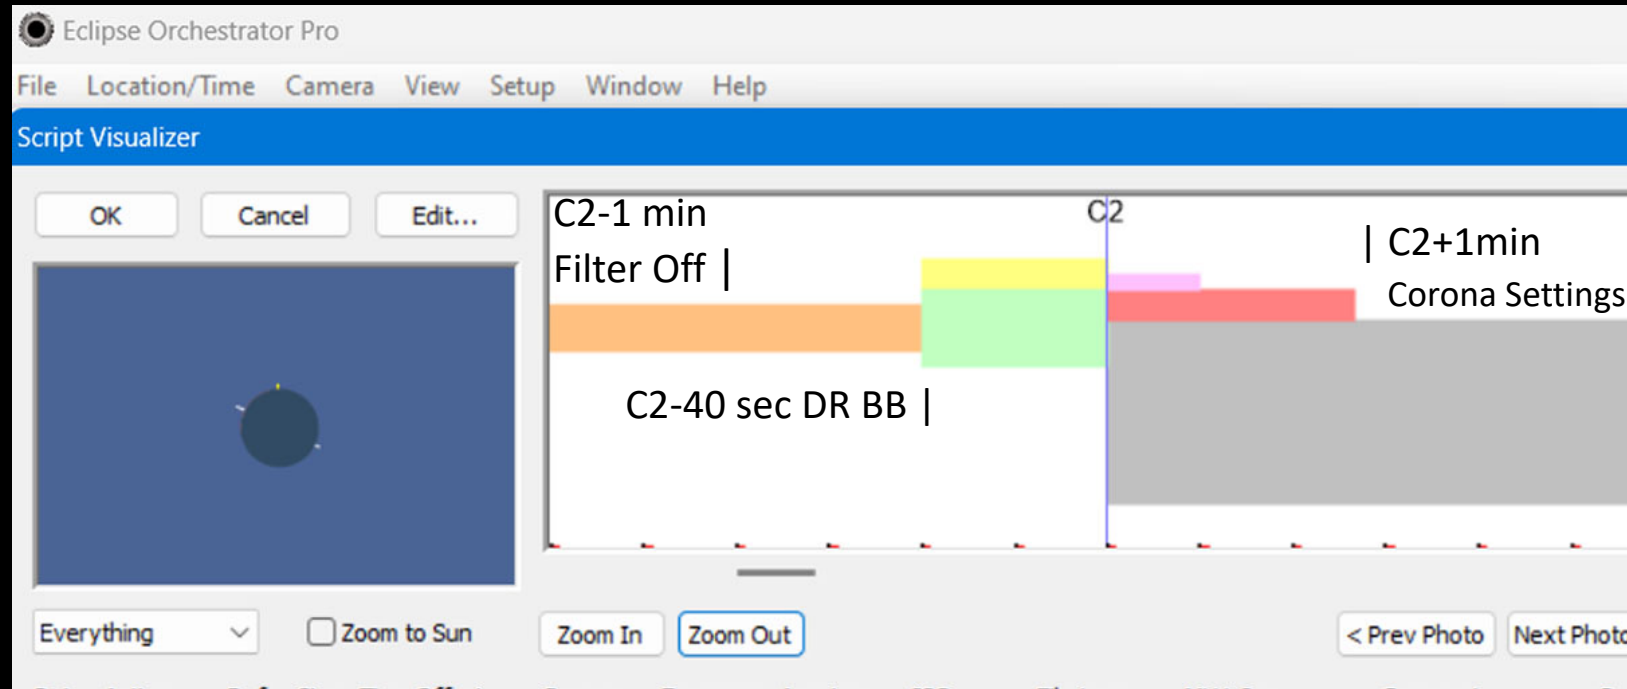 Eclipse Orchestrator Pro
File Location/Time Camera View Setup Window Help
Script Visualizer
OK Cancel Edit...
C2-1 min
Filter Off |
C2
| C2+1min
Corona Settings
C2-40 sec DR BB |
Everything
Zoom to Sun
Zoom In Zoom Out
< Prev Photo Next Photo